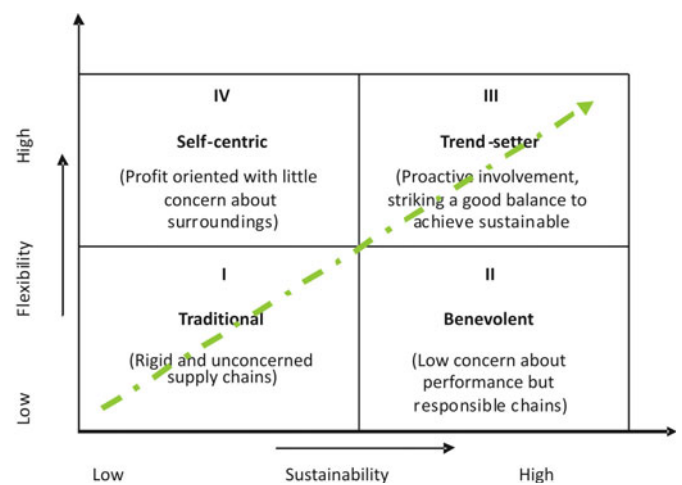 IV
Self-centric
(Profit oriented with little
concern about
surroundings)
III
Trend-setter
(Proactive involvement,
striking a good balance to
achieve sustainable
I
Traditional
(Rigid and unconcerned
supply chains)
II
Benevolent
(Low concern about
performance but
responsible chains)
High
Flexibility
Low
Low
Sustainability
High